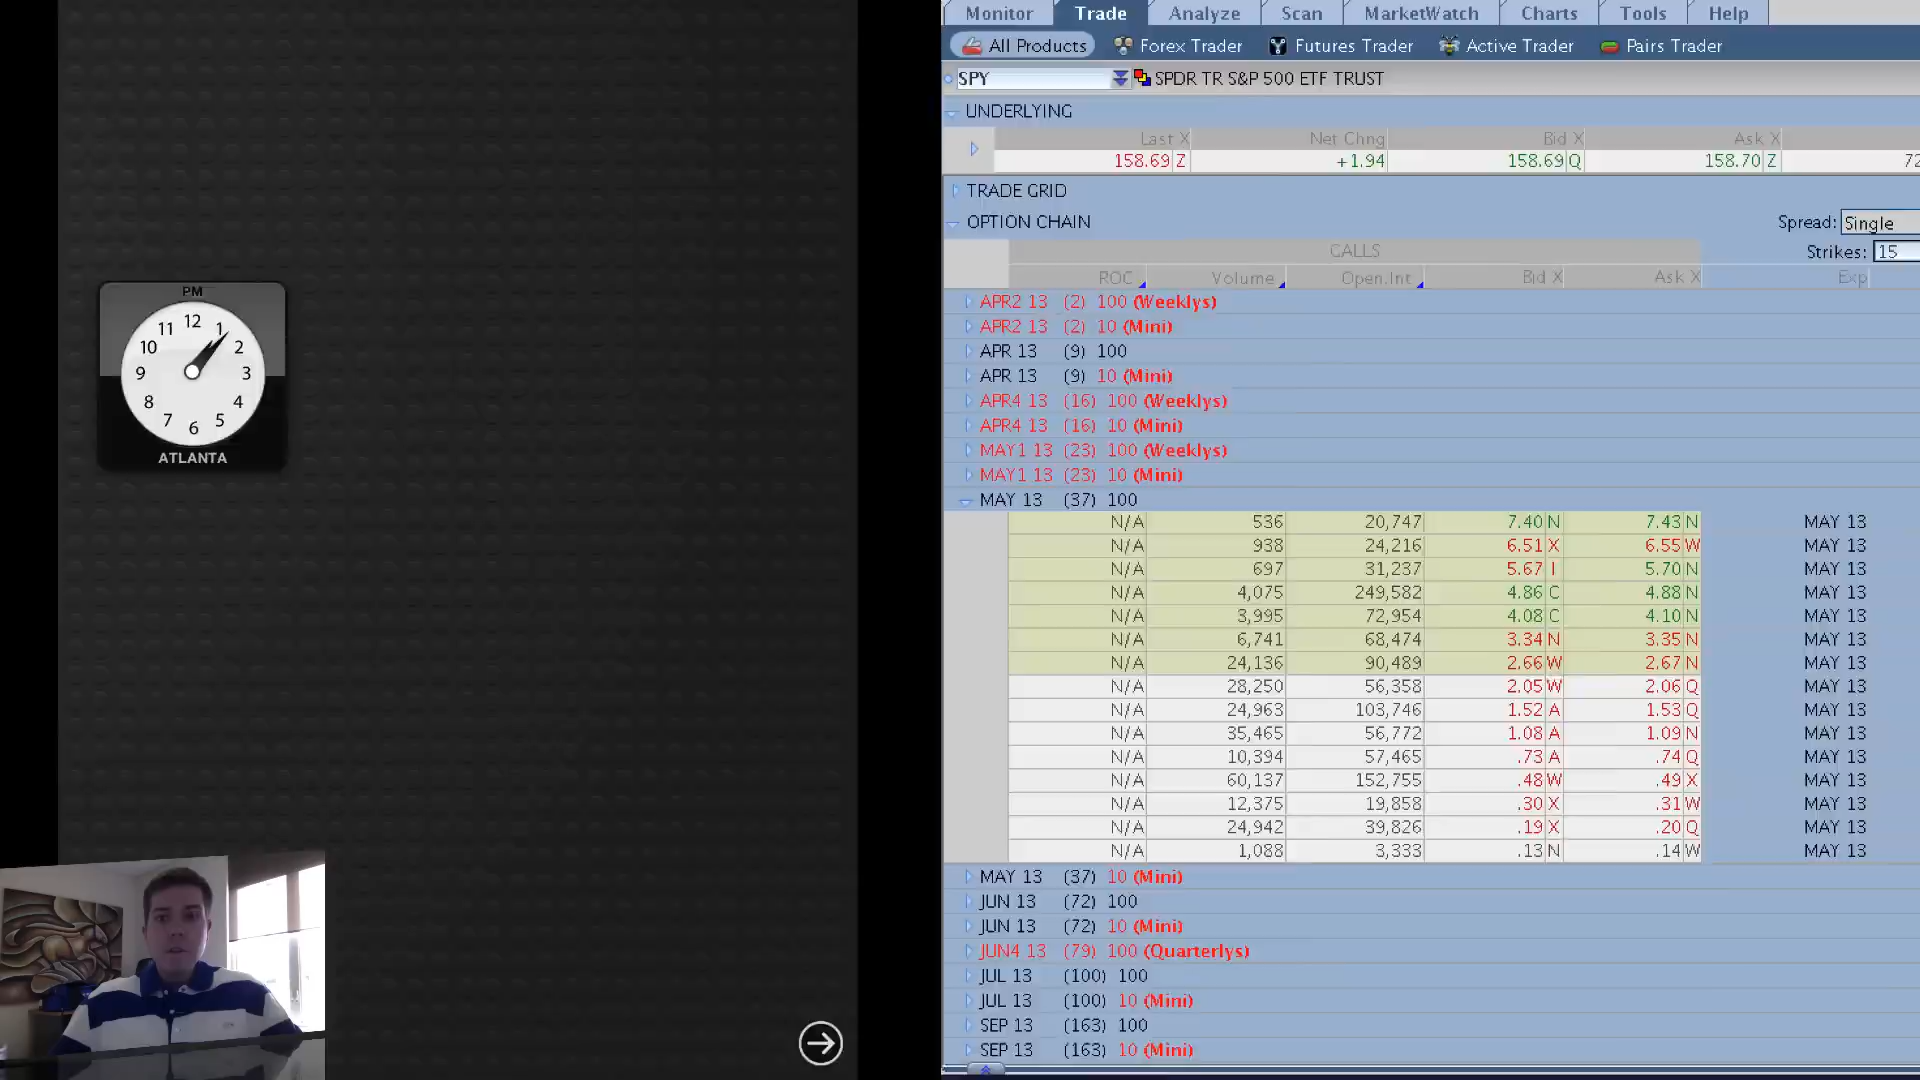 PM
12
11 1
10 2
9 3
8 4
7 5
6
ATLANTA
Monitor Trade Analyze Scan MarketWatch Charts Tools Help
All Products Forex Trader Futures Trader Active Trader Pairs Trader
SPY SPDR TR S&P 500 ETF TRUST
UNDERLYING
Last X Net Chng Bid X Ask X
158.69 Z +1.94 158.69 Q 158.70 Z 72
TRADE GRID
OPTION CHAIN Spread: Single
CALLS Strikes: 15
ROC Volume Open.Int Bid X Ask X Exp
APR2 13 (2) 100 (Weeklys)
APR2 13 (2) 10 (Mini)
APR 13 (9) 100
APR 13 (9) 10 (Mini)
APR4 13 (16) 100 (Weeklys)
APR4 13 (16) 10 (Mini)
MAY1 13 (23) 100 (Weeklys)
MAY1 13 (23) 10 (Mini)
MAY 13 (37) 100
N/A 536 20,747 7.40 N 7.43 N MAY 13
N/A 938 24,216 6.51 X 6.55 W MAY 13
N/A 697 31,237 5.67 I 5.70 N MAY 13
N/A 4,075 249,582 4.86 C 4.88 N MAY 13
N/A 3,995 72,954 4.08 C 4.10 N MAY 13
N/A 6,741 68,474 3.34 N 3.35 N MAY 13
N/A 24,136 90,489 2.66 W 2.67 N MAY 13
N/A 28,250 56,358 2.05 W 2.06 Q MAY 13
N/A 24,963 103,746 1.52 A 1.53 Q MAY 13
N/A 35,465 56,772 1.08 A 1.09 N MAY 13
N/A 10,394 57,465 .73 A .74 Q MAY 13
N/A 60,137 152,755 .48 W .49 X MAY 13
N/A 12,375 19,858 .30 X .31 W MAY 13
N/A 24,942 39,826 .19 X .20 Q MAY 13
N/A 1,088 3,333 .13 N .14 W MAY 13
MAY 13 (37) 10 (Mini)
JUN 13 (72) 100
JUN 13 (72) 10 (Mini)
JUN4 13 (79) 100 (Quarterlys)
JUL 13 (100) 100
JUL 13 (100) 10 (Mini)
SEP 13 (163) 100
SEP 13 (163) 10 (Mini)